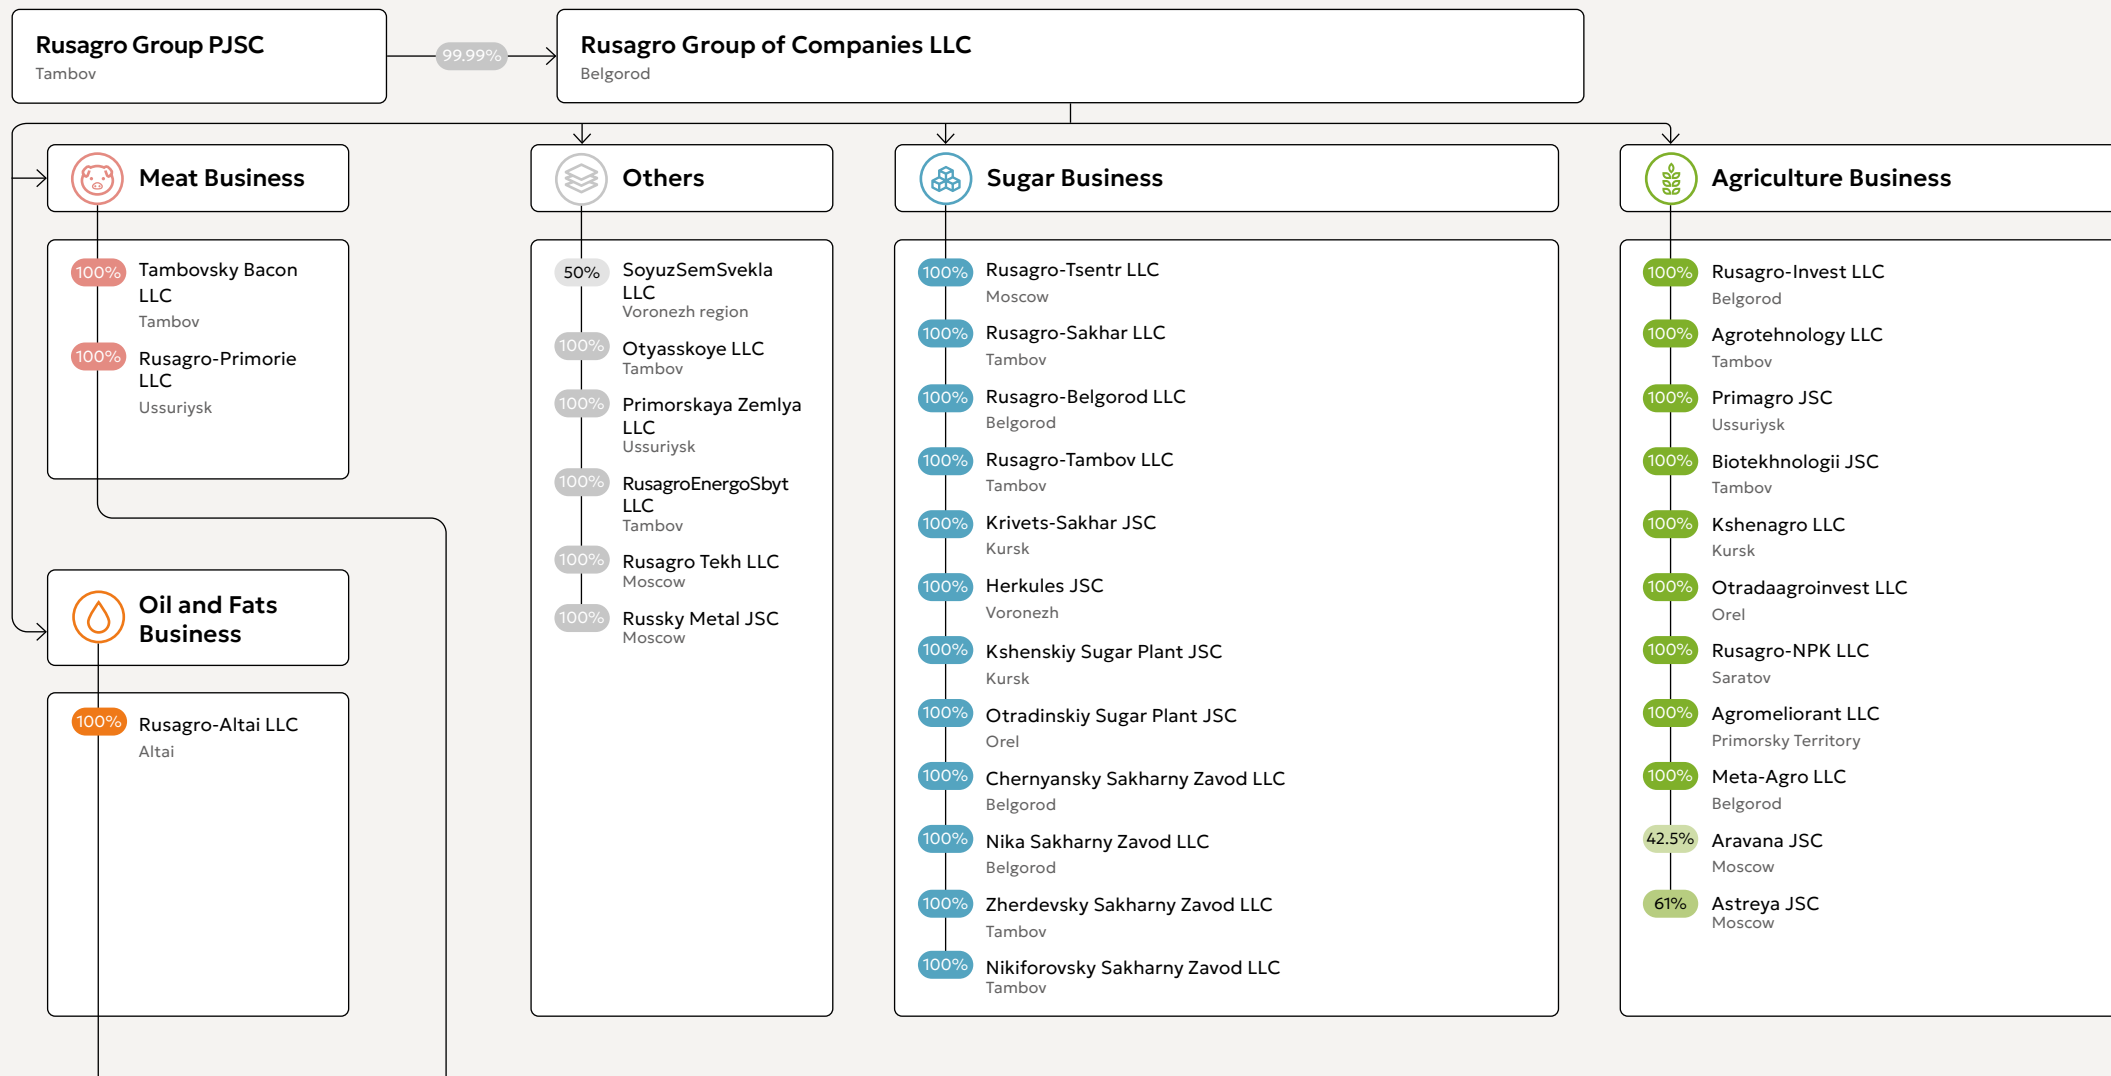 Rusagro Group PJSC
Tambov
99.99%
Rusagro Group of Companies LLC
Belgorod
Meat Business
100%
Tambovsky Bacon
LLC
Tambov
100%
Rusagro-Primorie
LLC
Ussuriysk
Oil and Fats
Business
100%
Rusagro-Altai LLC
Altai
Others
50%
SoyuzSemSvekla
LLC
Voronezh region
100%
Otyasskoye LLC
Tambov
100%
Primorskaya Zemlya
LLC
Ussuriysk
100%
RusagroEnergoSbyt
LLC
Tambov
100%
Rusagro Tekh LLC
Moscow
100%
Russky Metal JSC
Moscow
Sugar Business
100%
Rusagro-Tsentr LLC
Moscow
100%
Rusagro-Sakhar LLC
Tambov
100%
Rusagro-Belgorod LLC
Belgorod
100%
Rusagro-Tambov LLC
Tambov
100%
Krivets-Sakhar JSC
Kursk
100%
Herkules JSC
Voronezh
100%
Kshenskiy Sugar Plant JSC
Kursk
100%
Otradinskiy Sugar Plant JSC
Orel
100%
Chernyansky Sakharny Zavod LLC
Belgorod
100%
Nika Sakharny Zavod LLC
Belgorod
100%
Zherdevsky Sakharny Zavod LLC
Tambov
100%
Nikiforovsky Sakharny Zavod LLC
Tambov
Agriculture Business
100%
Rusagro-Invest LLC
Belgorod
100%
Agrotehnology LLC
Tambov
100%
Primagro JSC
Ussuriysk
100%
Biotekhnologii JSC
Tambov
100%
Kshenagro LLC
Kursk
100%
Otradaagroinvest LLC
Orel
100%
Rusagro-NPK LLC
Saratov
100%
Agromeliorant LLC
Primorsky Territory
100%
Meta-Agro LLC
Belgorod
42.5%
Aravana JSC
Moscow
61%
Astreya JSC
Moscow